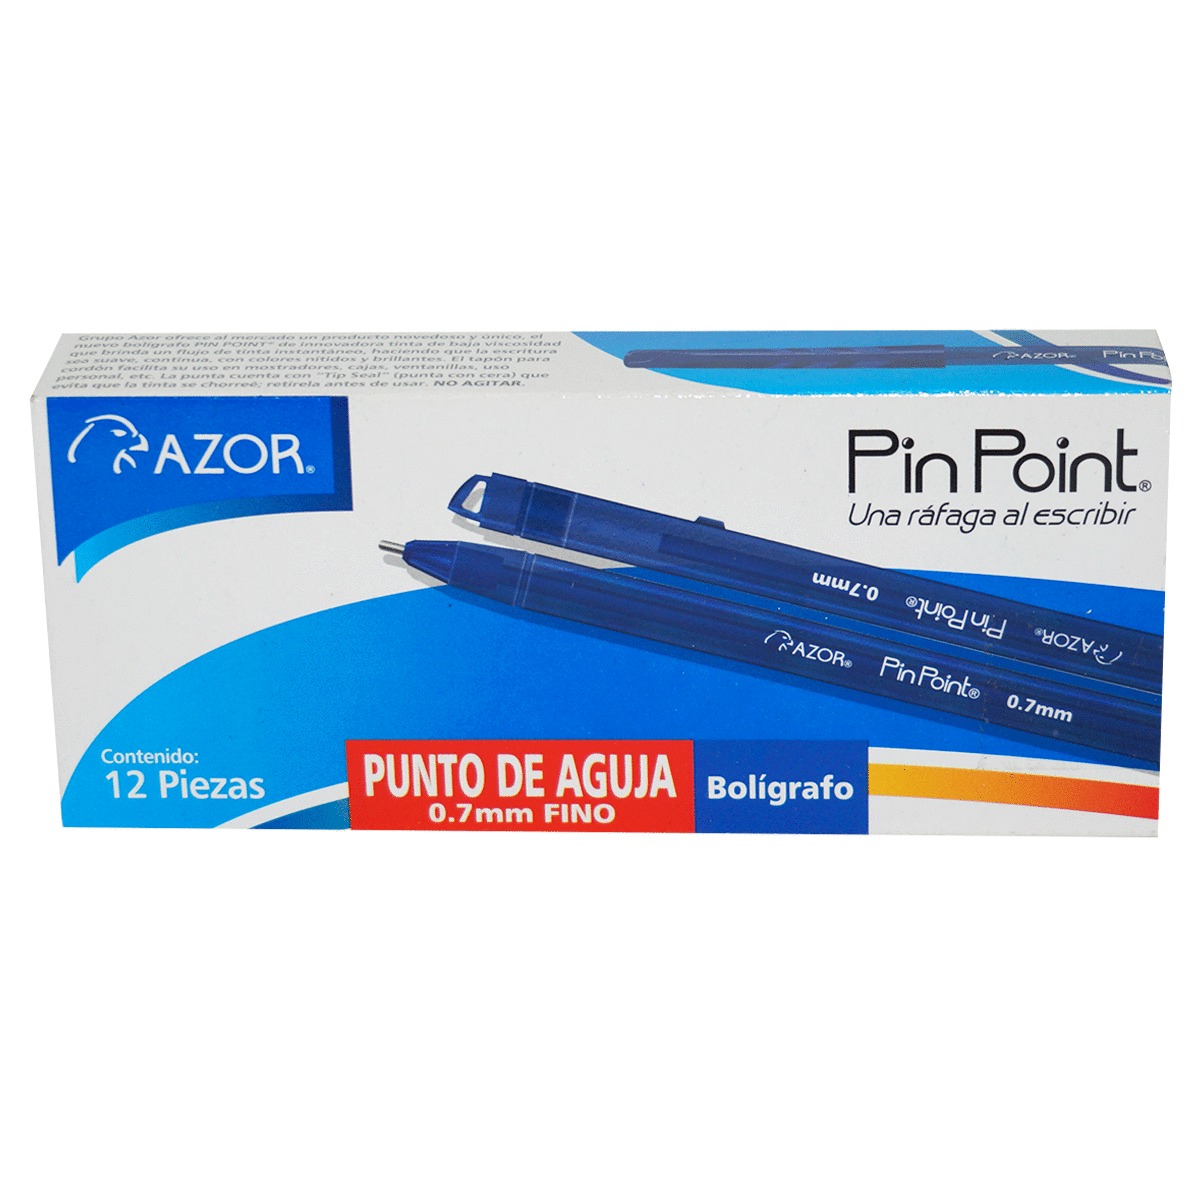 Grupo Azor ofrece al mercado un producto novedoso y único, el
nuevo bolígrafo PIN POINT® de innovadora tinta de baja viscosidad
que brinda un flujo de tinta instantáneo, haciendo que la escritura
sea suave, continua, con colores nítidos y brillantes. El tapón para
cordón facilita su uso en mostradores, cajas, ventanillas, uso
personal, etc. La punta cuenta con "Tip Seal" (punta con cera) que
evita que la tinta se chorreé; retírela antes de usar. NO AGITAR.
AZOR® Pin Point
AZOR®
Pin Point®
Una ráfaga al escribir
0.7mm
Pin Point®
AZOR®
AZOR® Pin Point® 0.7mm
Contenido:
12 Piezas
PUNTO DE AGUJA
0.7mm FINO
Bolígrafo